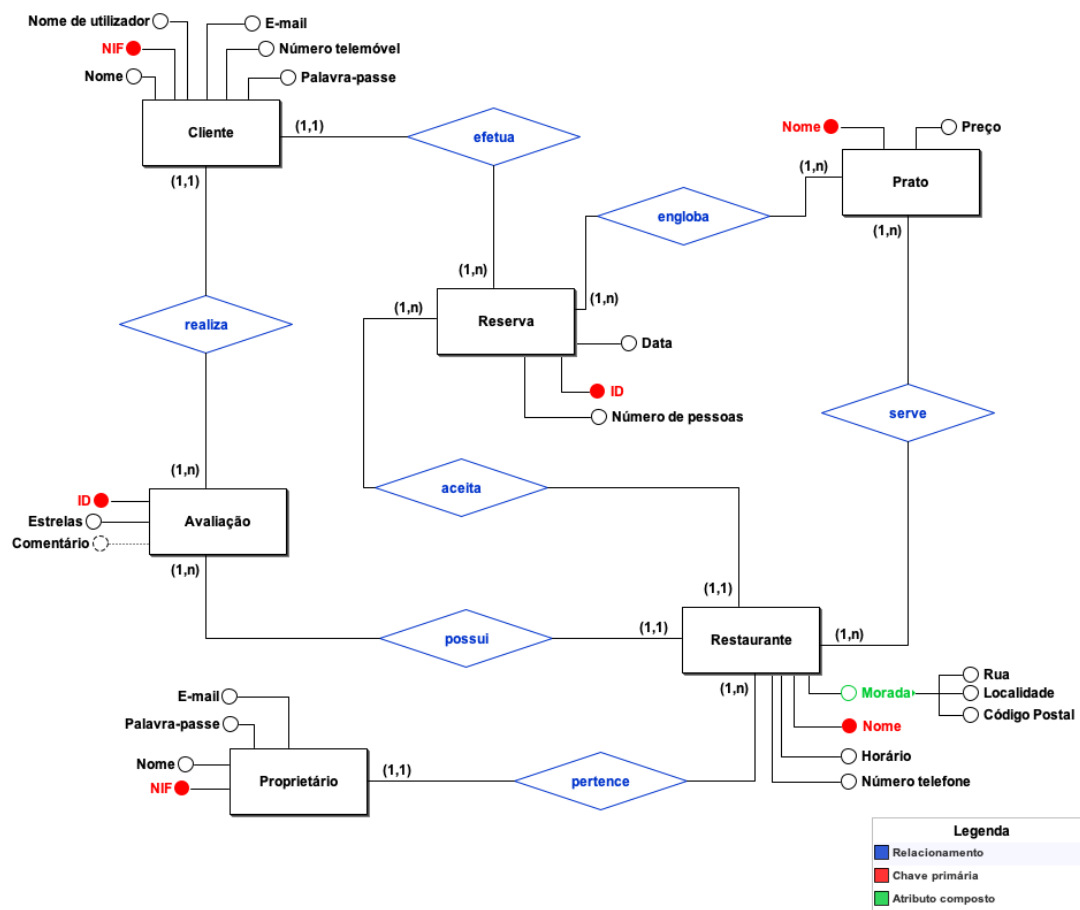 Nome de utilizador
E-mail
NIF
Número telemóvel
Nome
Palavra-passe
Cliente
(1,1)
efetua
Nome
Preço
(1,1)
(1,n)
Prato
engloba
(1,n)
(1,n)
(1,n)
(1,n)
Reserva
realiza
Data
ID
Número de pessoas
serve
(1,n)
aceita
ID
Estrelas
Avaliação
Comentário
(1,n)
(1,1)
possui
(1,1)
Restaurante
(1,n)
(1,n)
Morada
Rua
Localidade
Código Postal
Nome
Horário
Número telefone
E-mail
Palavra-passe
Nome
Proprietário
(1,1)
pertence
NIF
Legenda
Relacionamento
Chave primária
Atributo composto